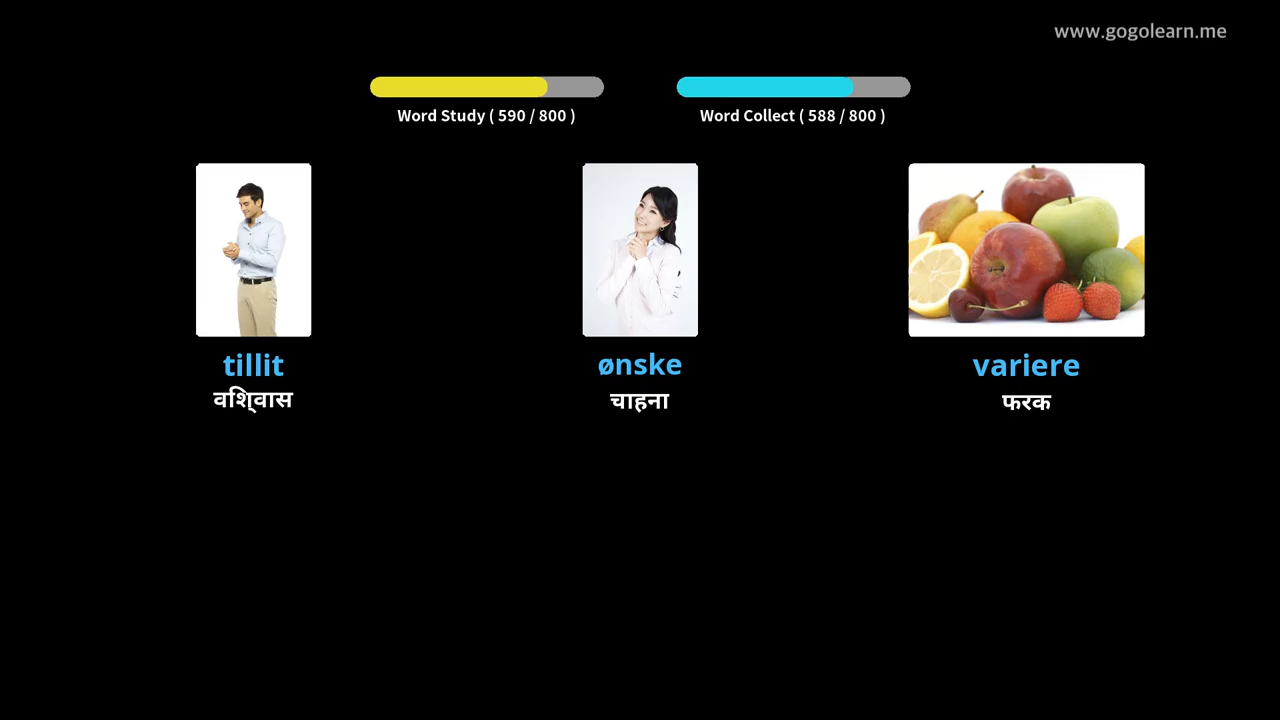 www.gogolearn.me
Word Study ( 590 / 800 )
Word Collect ( 588 / 800 )
tillit
ønske
variere
विश्वास
चाहना
फरक